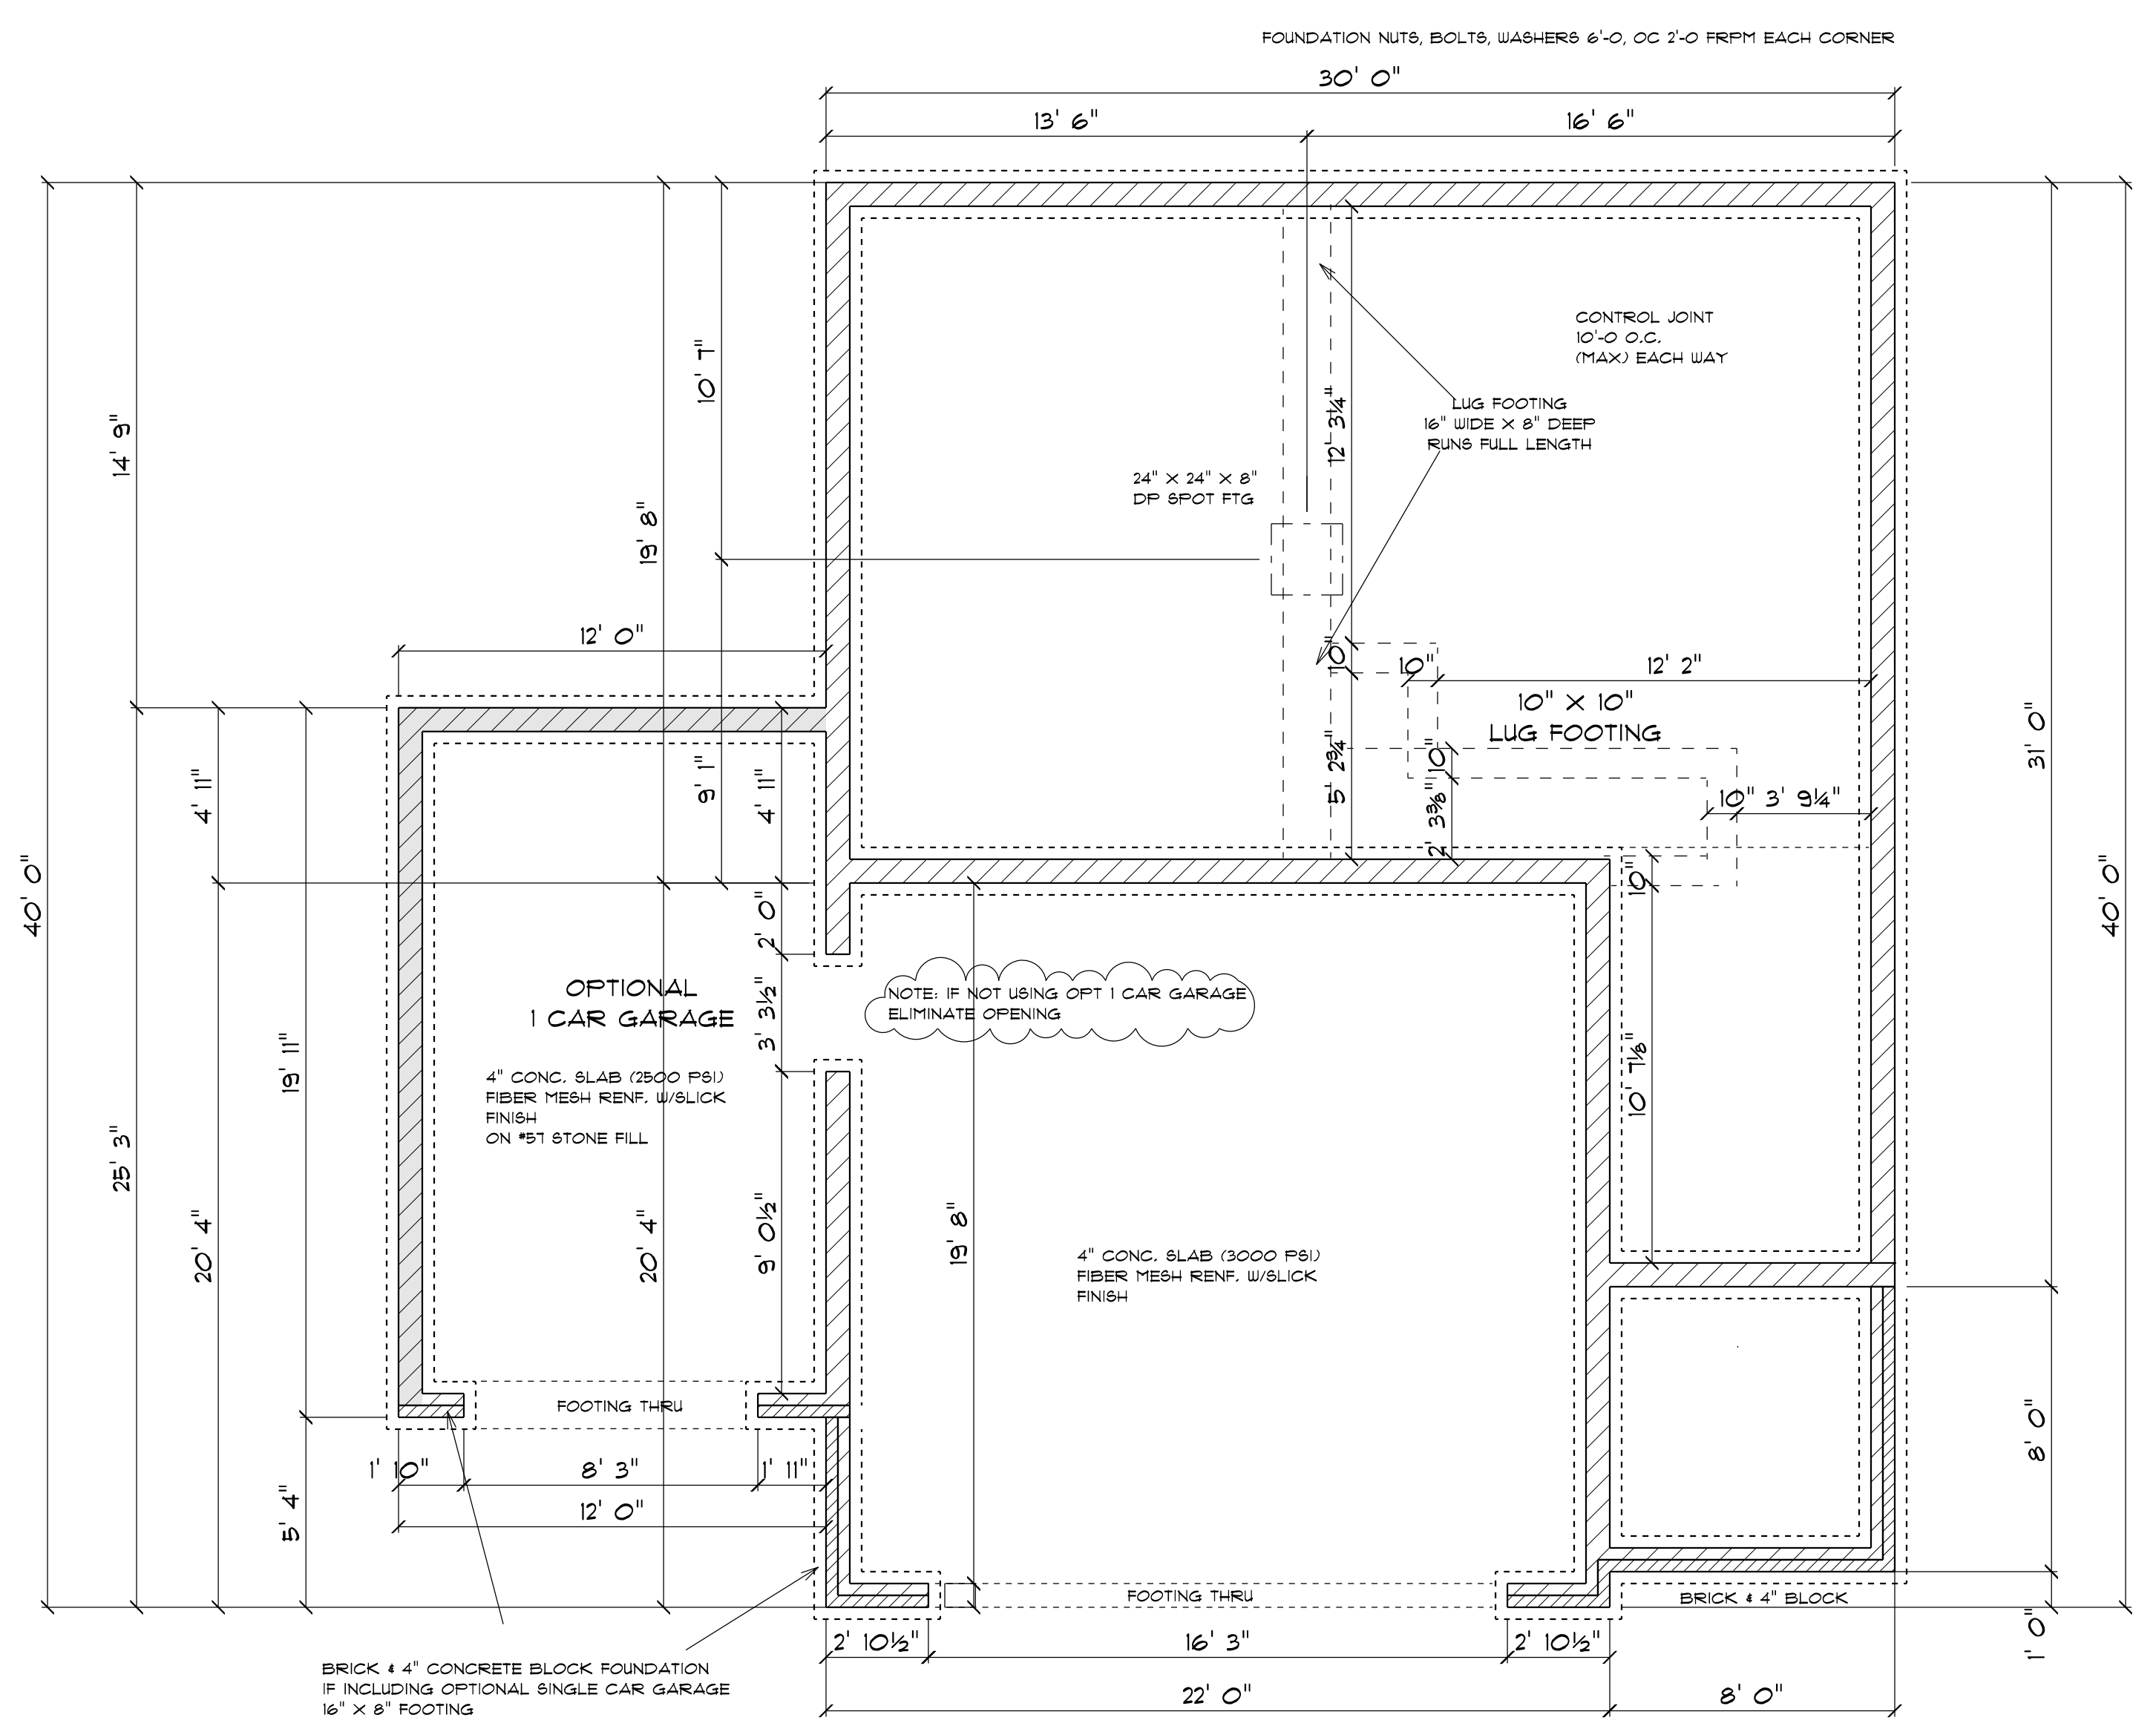 FOUNDATION NUTS, BOLTS, WASHERS 6'-0, OC 2'-0 FRPM EACH CORNER
30' 0"
13' 6"
16' 6"
CONTROL JOINT
10'-0 O.C.
(MAX) EACH WAY
LUG FOOTING
16" WIDE X 8" DEEP
RUNS FULL LENGTH
24" X 24" X 8"
DP SPOT FTG
14' 9"
10' 7"
19' 8"
12' 3¼"
12' 0"
10"
10"
12' 2"
10" X 10"
LUG FOOTING
31' 0"
4' 11"
9' 1"
4' 11"
5' 2¾"
10"
2' 3⅜"
10" 3' 9¼"
40' 0"
40' 0"
2' 0"
10"
OPTIONAL
1 CAR GARAGE
NOTE: IF NOT USING OPT 1 CAR GARAGE
ELIMINATE OPENING
3' 3½"
19' 11"
10' 7⅛"
4" CONC. SLAB (2500 PSI)
FIBER MESH RENF. W/SLICK
FINISH
ON #57 STONE FILL
25' 3"
20' 4"
20' 4"
9' 0½"
19' 8"
4" CONC. SLAB (3000 PSI)
FIBER MESH RENF. W/SLICK
FINISH
FOOTING THRU
8' 0"
1' 10"
8' 3"
1' 11"
12' 0"
5' 4"
FOOTING THRU
BRICK & 4" BLOCK
1' 0"
2' 10½"
16' 3"
2' 10½"
BRICK & 4" CONCRETE BLOCK FOUNDATION
IF INCLUDING OPTIONAL SINGLE CAR GARAGE
16" X 8" FOOTING
22' 0"
8' 0"